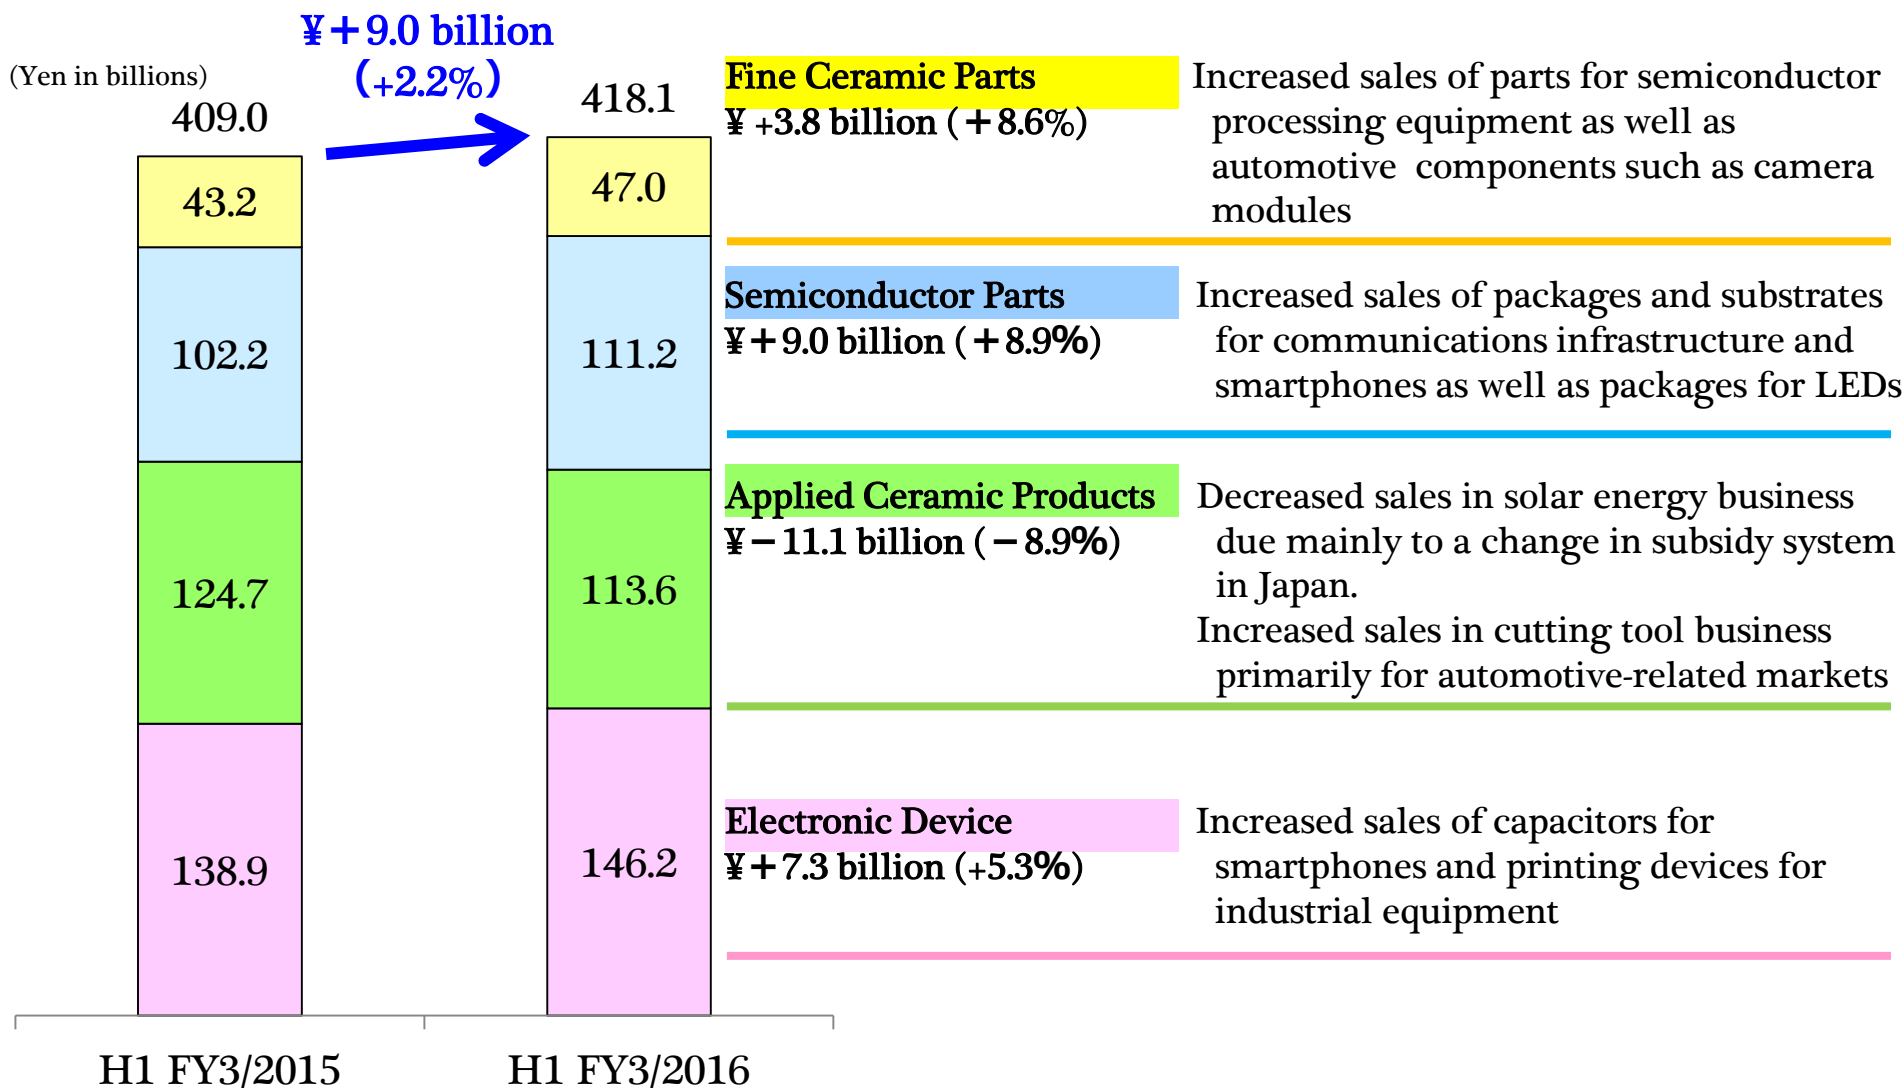 ¥＋9.0 billion
(+2.2%)
(Yen in billions)
409.0
418.1
43.2
47.0
102.2
111.2
124.7
113.6
138.9
146.2
H1 FY3/2015
H1 FY3/2016
Fine Ceramic Parts
¥ +3.8 billion (＋8.6%)
Increased sales of parts for semiconductor
processing equipment as well as
automotive components such as camera
modules
Semiconductor Parts
¥＋9.0 billion (＋8.9%)
Increased sales of packages and substrates
for communications infrastructure and
smartphones as well as packages for LEDs
Applied Ceramic Products
¥－11.1 billion (－8.9%)
Decreased sales in solar energy business
due mainly to a change in subsidy system
in Japan.
Increased sales in cutting tool business
primarily for automotive-related markets
Electronic Device
¥＋7.3 billion (+5.3%)
Increased sales of capacitors for
smartphones and printing devices for
industrial equipment